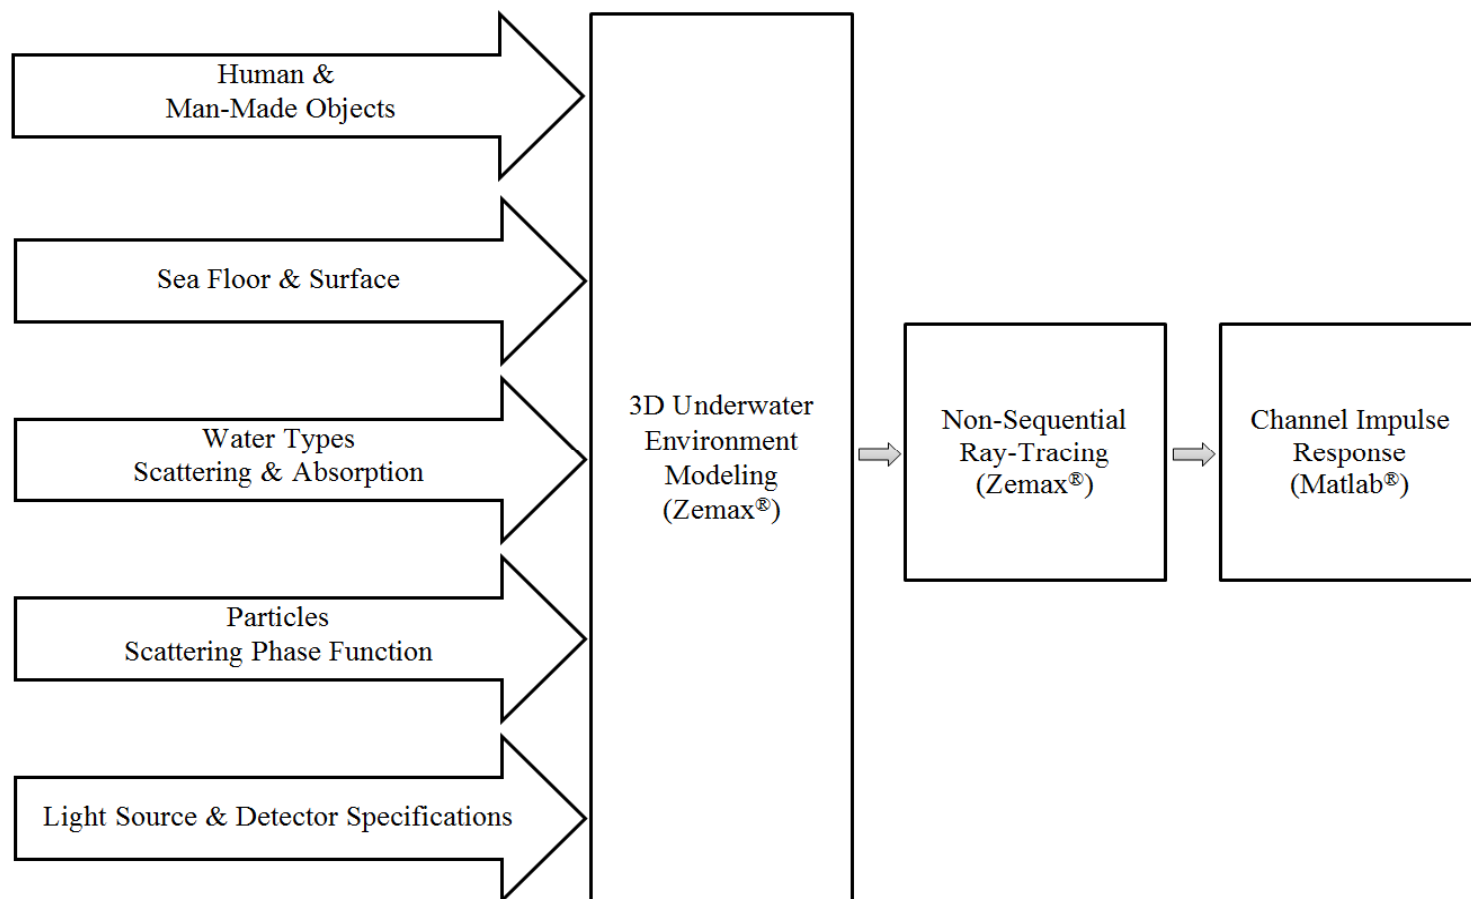 Human &
Man-Made Objects
Sea Floor & Surface
Water Types
Scattering & Absorption
Particles
Scattering Phase Function
Light Source & Detector Specifications
3D Underwater
Environment
Modeling
(Zemax®)
Non-Sequential
Ray-Tracing
(Zemax®)
Channel Impulse
Response
(Matlab®)